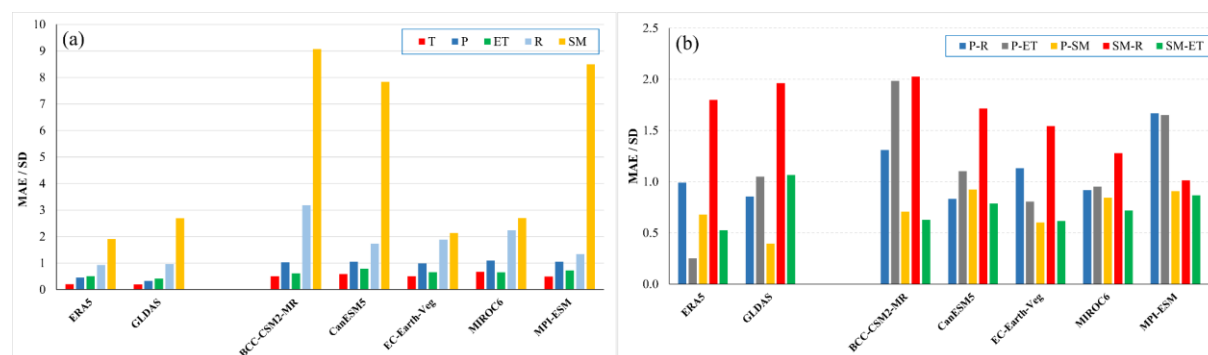 (a)
T P ET R SM
MAE / SD
10
9
8
7
6
5
4
3
2
1
0
ERA5
GLDAS
BCC-CSM2-MR
CanESM5
EC-Earth-Veg
MIROC6
MPI-ESM
(b)
P-R P-ET P-SM SM-R SM-ET
MAE / SD
2.5
2.0
1.5
1.0
0.5
0.0
ERA5
GLDAS
BCC-CSM2-MR
CanESM5
EC-Earth-Veg
MIROC6
MPI-ESM